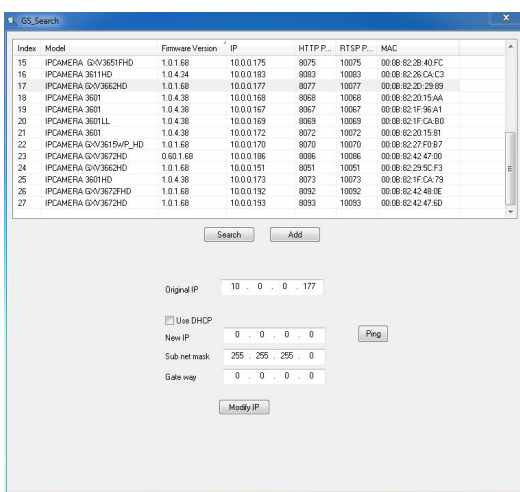 GS_Search
Index Model Firmware Version IP HTTP P... RTSP P... MAC
15 IPCAMERA GXV3651FHD 1.0.1.68 10.0.0.175 8075 10075 00:0B:82:2B:40:FC
16 IPCAMERA 3611HD 1.0.4.34 10.0.0.183 8083 10083 00:0B:82:26:CA:C3
17 IPCAMERA GXV3662HD 1.0.1.68 10.0.0.177 8077 10077 00:0B:82:2D:29:89
18 IPCAMERA 3601 1.0.4.38 10.0.0.168 8068 10068 00:0B:82:20:15:AA
19 IPCAMERA 3601 1.0.4.38 10.0.0.167 8067 10067 00:0B:82:1F:96:A1
20 IPCAMERA 3601LL 1.0.4.38 10.0.0.169 8069 10069 00:0B:82:1F:CA:B0
21 IPCAMERA 3601 1.0.4.38 10.0.0.172 8072 10072 00:0B:82:20:15:81
22 IPCAMERA GXV3615WP_HD 1.0.1.68 10.0.0.170 8070 10070 00:0B:82:27:F0:B7
23 IPCAMERA GXV3672HD 0.60.1.68 10.0.0.186 8086 10086 00:0B:82:42:47:00
24 IPCAMERA GXV3662HD 1.0.1.68 10.0.0.151 8051 10051 00:0B:82:29:5C:F3
25 IPCAMERA 3601HD 1.0.4.38 10.0.0.173 8073 10073 00:0B:82:1F:CA:79
26 IPCAMERA GXV3672FHD 1.0.1.68 10.0.0.192 8092 10092 00:0B:82:42:48:0E
27 IPCAMERA GXV3672HD 1.0.1.68 10.0.0.193 8093 10093 00:0B:82:42:47:6D
Search Add
Original IP 10 . 0 . 0 . 177
Use DHCP
New IP 0 . 0 . 0 . 0 Ping
Sub net mask 255 . 255 . 255 . 0
Gate way 0 . 0 . 0 . 0
Modify IP